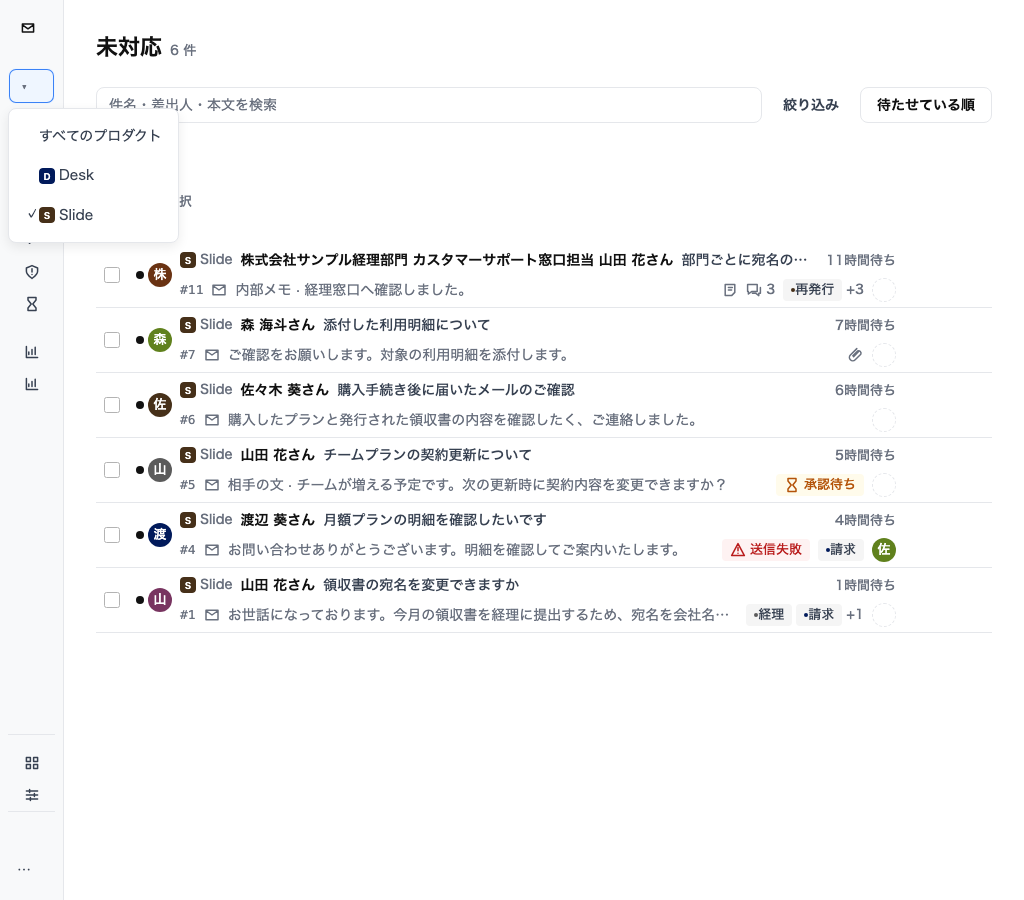 未対応 6 件
件名・差出人・本文を検索
絞り込み
待たせている順
すべてのプロダクト
D Desk
✓ S Slide
択
株 S Slide 株式会社サンプル経理部門 カスタマーサポート窓口担当 山田 花さん 部門ごとに宛名の… 11時間待ち
#11 内部メモ · 経理窓口へ確認しました。 3 •再発行 +3
森 S Slide 森 海斗さん 添付した利用明細について 7時間待ち
#7 ご確認をお願いします。対象の利用明細を添付します。
佐 S Slide 佐々木 葵さん 購入手続き後に届いたメールのご確認 6時間待ち
#6 購入したプランと発行された領収書の内容を確認したく、ご連絡しました。
山 S Slide 山田 花さん チームプランの契約更新について 5時間待ち
#5 相手の文 · チームが増える予定です。次の更新時に契約内容を変更できますか？ 承認待ち
渡 S Slide 渡辺 葵さん 月額プランの明細を確認したいです 4時間待ち
#4 お問い合わせありがとうございます。明細を確認してご案内いたします。 送信失敗 •請求 佐
山 S Slide 山田 花さん 領収書の宛名を変更できますか 1時間待ち
#1 お世話になっております。今月の領収書を経理に提出するため、宛名を会社名… •経理 •請求 +1
…